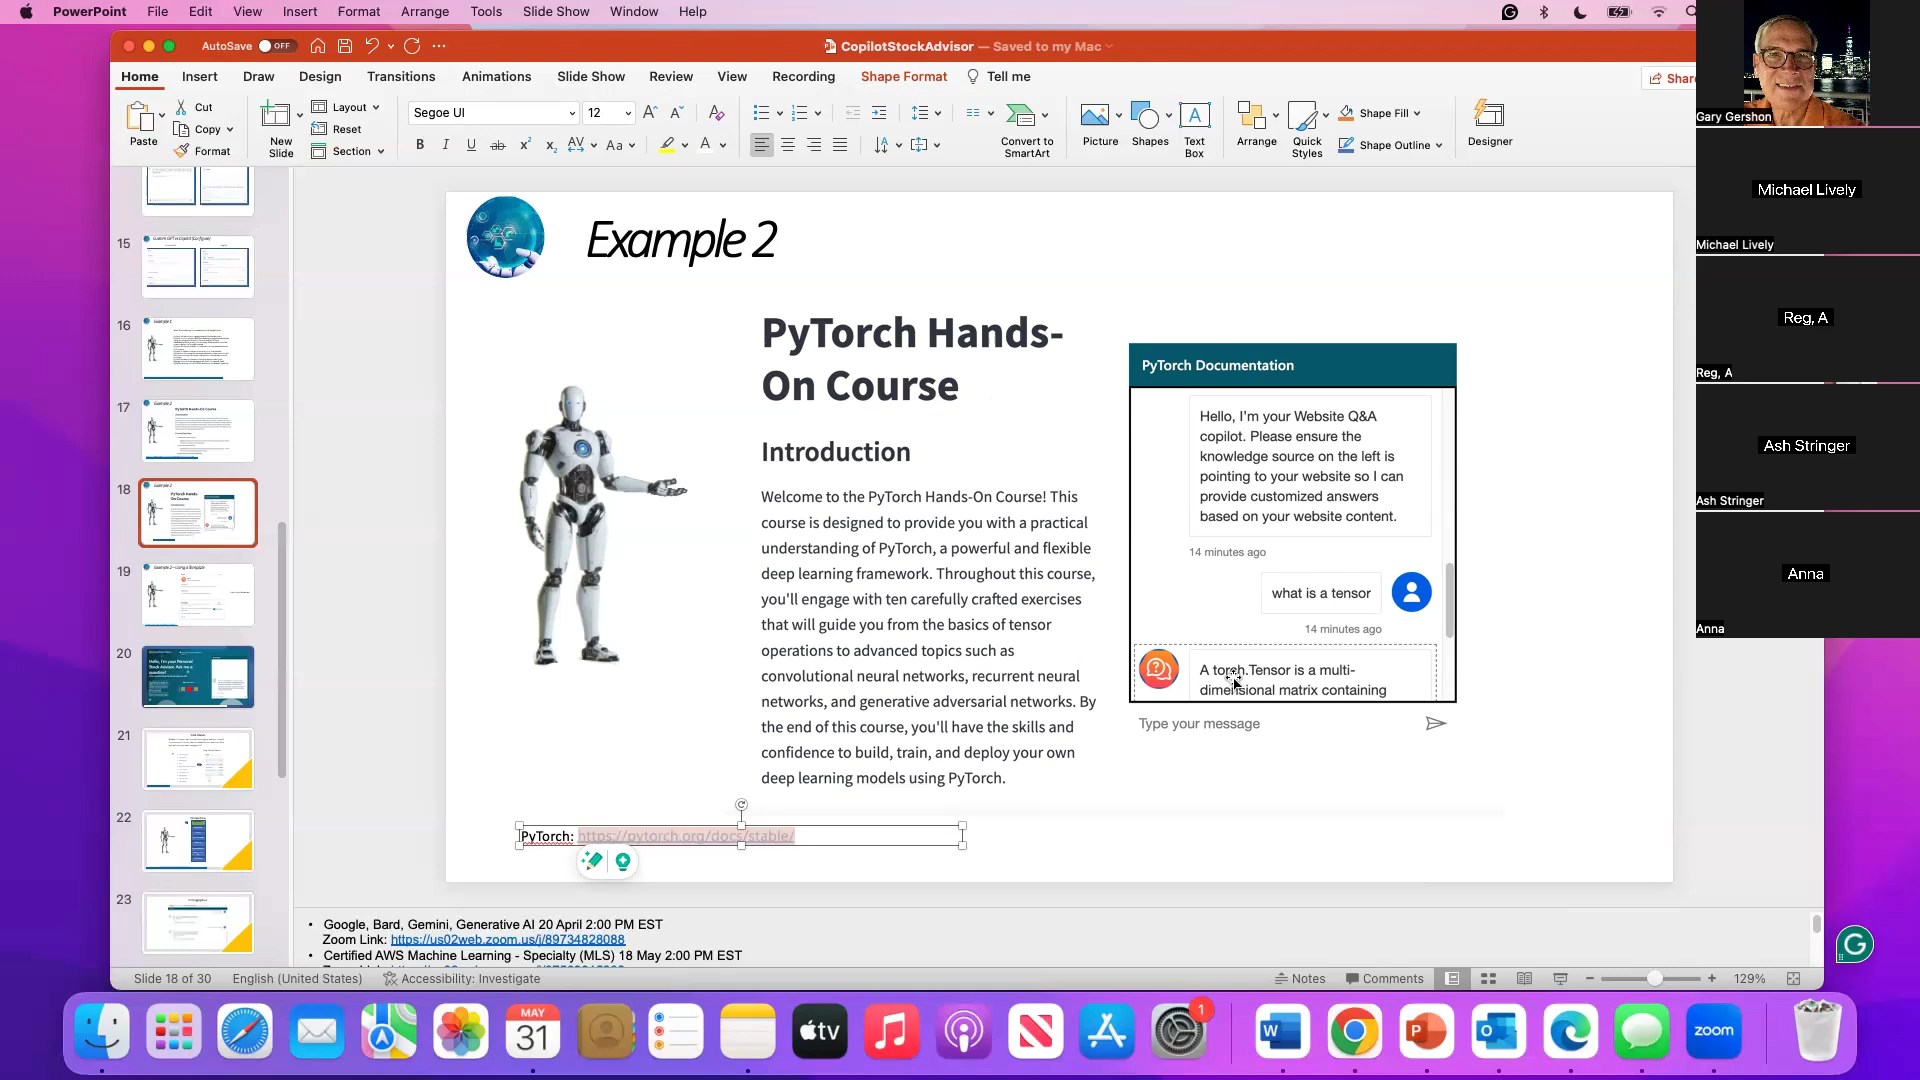 PowerPoint File Edit View Insert Format Arrange Tools Slide Show Window Help
AutoSave OFF CopilotStockAdvisor — Saved to my Mac
Home Insert Draw Design Transitions Animations Slide Show Review View Recording Shape Format Tell me Share
Paste Cut Copy Format New Slide Layout Reset Section Segoe UI 12 Convert to SmartArt Picture Shapes Text Box Arrange Quick Styles Shape Fill Shape Outline Designer
15
16
17
18
19
20
21
22
23
Example 2
PyTorch Hands-
On Course
Introduction
Welcome to the PyTorch Hands-On Course! This
course is designed to provide you with a practical
understanding of PyTorch, a powerful and flexible
deep learning framework. Throughout this course,
you'll engage with ten carefully crafted exercises
that will guide you from the basics of tensor
operations to advanced topics such as
convolutional neural networks, recurrent neural
networks, and generative adversarial networks. By
the end of this course, you'll have the skills and
confidence to build, train, and deploy your own
deep learning models using PyTorch.
PyTorch Documentation
Hello, I'm your Website Q&A
copilot. Please ensure the
knowledge source on the left is
pointing to your website so I can
provide customized answers
based on your website content.
14 minutes ago
what is a tensor
14 minutes ago
A torch.Tensor is a multi-
dimensional matrix containing
Type your message
PyTorch: https://pytorch.org/docs/stable/
• Google, Bard, Gemini, Generative AI 20 April 2:00 PM EST
Zoom Link: https://us02web.zoom.us/j/89734828088
• Certified AWS Machine Learning - Specialty (MLS) 18 May 2:00 PM EST
Slide 18 of 30 English (United States) Accessibility: Investigate Notes Comments 129%
Gary Gershon
Michael Lively
Michael Lively
Reg, A
Reg, A
Ash Stringer
Ash Stringer
Anna
Anna
MAY
31
tv
1
zoom